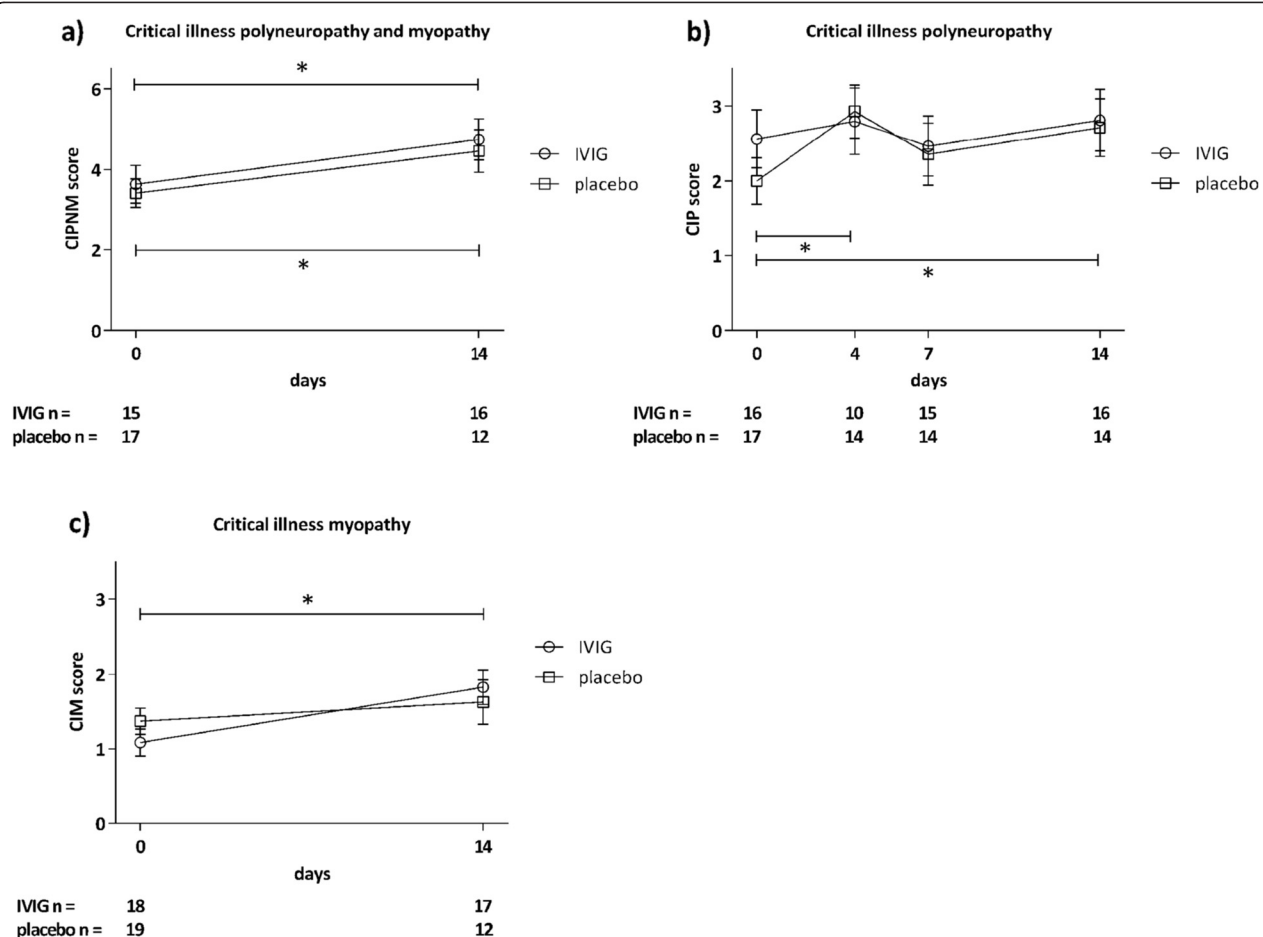 a) Critical illness polyneuropathy and myopathy
*
6
4
2
0
CIPNM score
*
0 14
days
IVIG
placebo
IVIG n = 15 16
placebo n = 17 12
b) Critical illness polyneuropathy
3
2
1
0
CIP score
*
*
0 4 7 14
days
IVIG
placebo
IVIG n = 16 10 15 16
placebo n = 17 14 14 14
c) Critical illness myopathy
*
3
2
1
0
CIM score
0 14
days
IVIG
placebo
IVIG n = 18 17
placebo n = 19 12